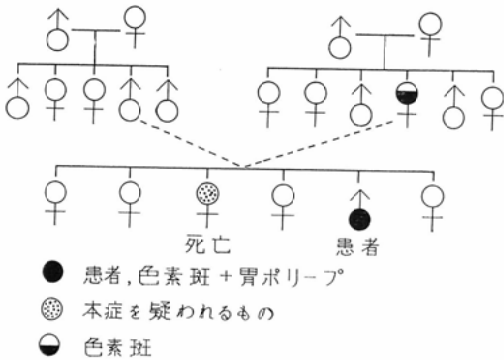 死亡 患者
患者, 色素斑 + 胃ポリープ
本症を疑われるもの
色素斑